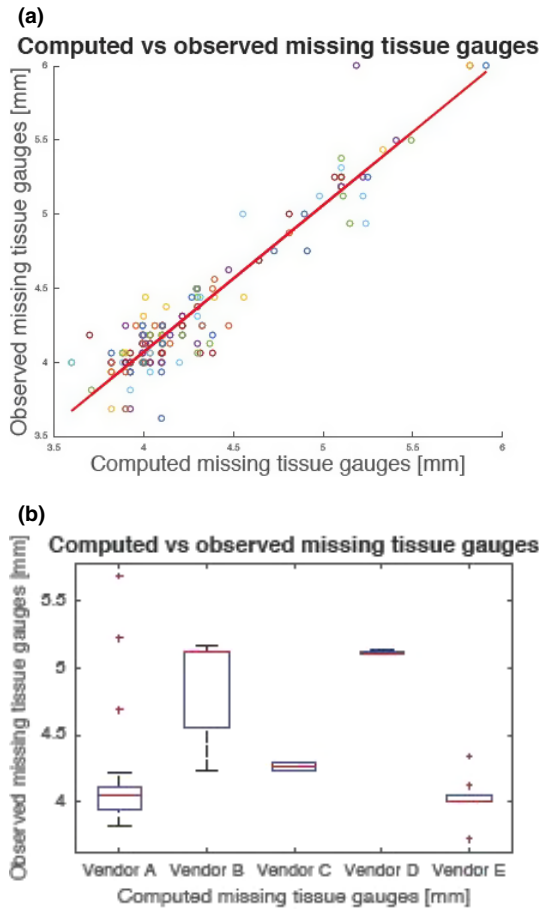 (a)
Computed vs observed missing tissue gauges
Observed missing tissue gauges [mm]
6
5.5
5
4.5
4
3.5
3.5
4
4.5
5
5.5
6
Computed missing tissue gauges [mm]
(b)
Computed vs observed missing tissue gauges
Observed missing tissue gauges [mm]
5.5
5
4.5
4
Vendor A
Vendor B
Vendor C
Vendor D
Vendor E
Computed missing tissue gauges [mm]